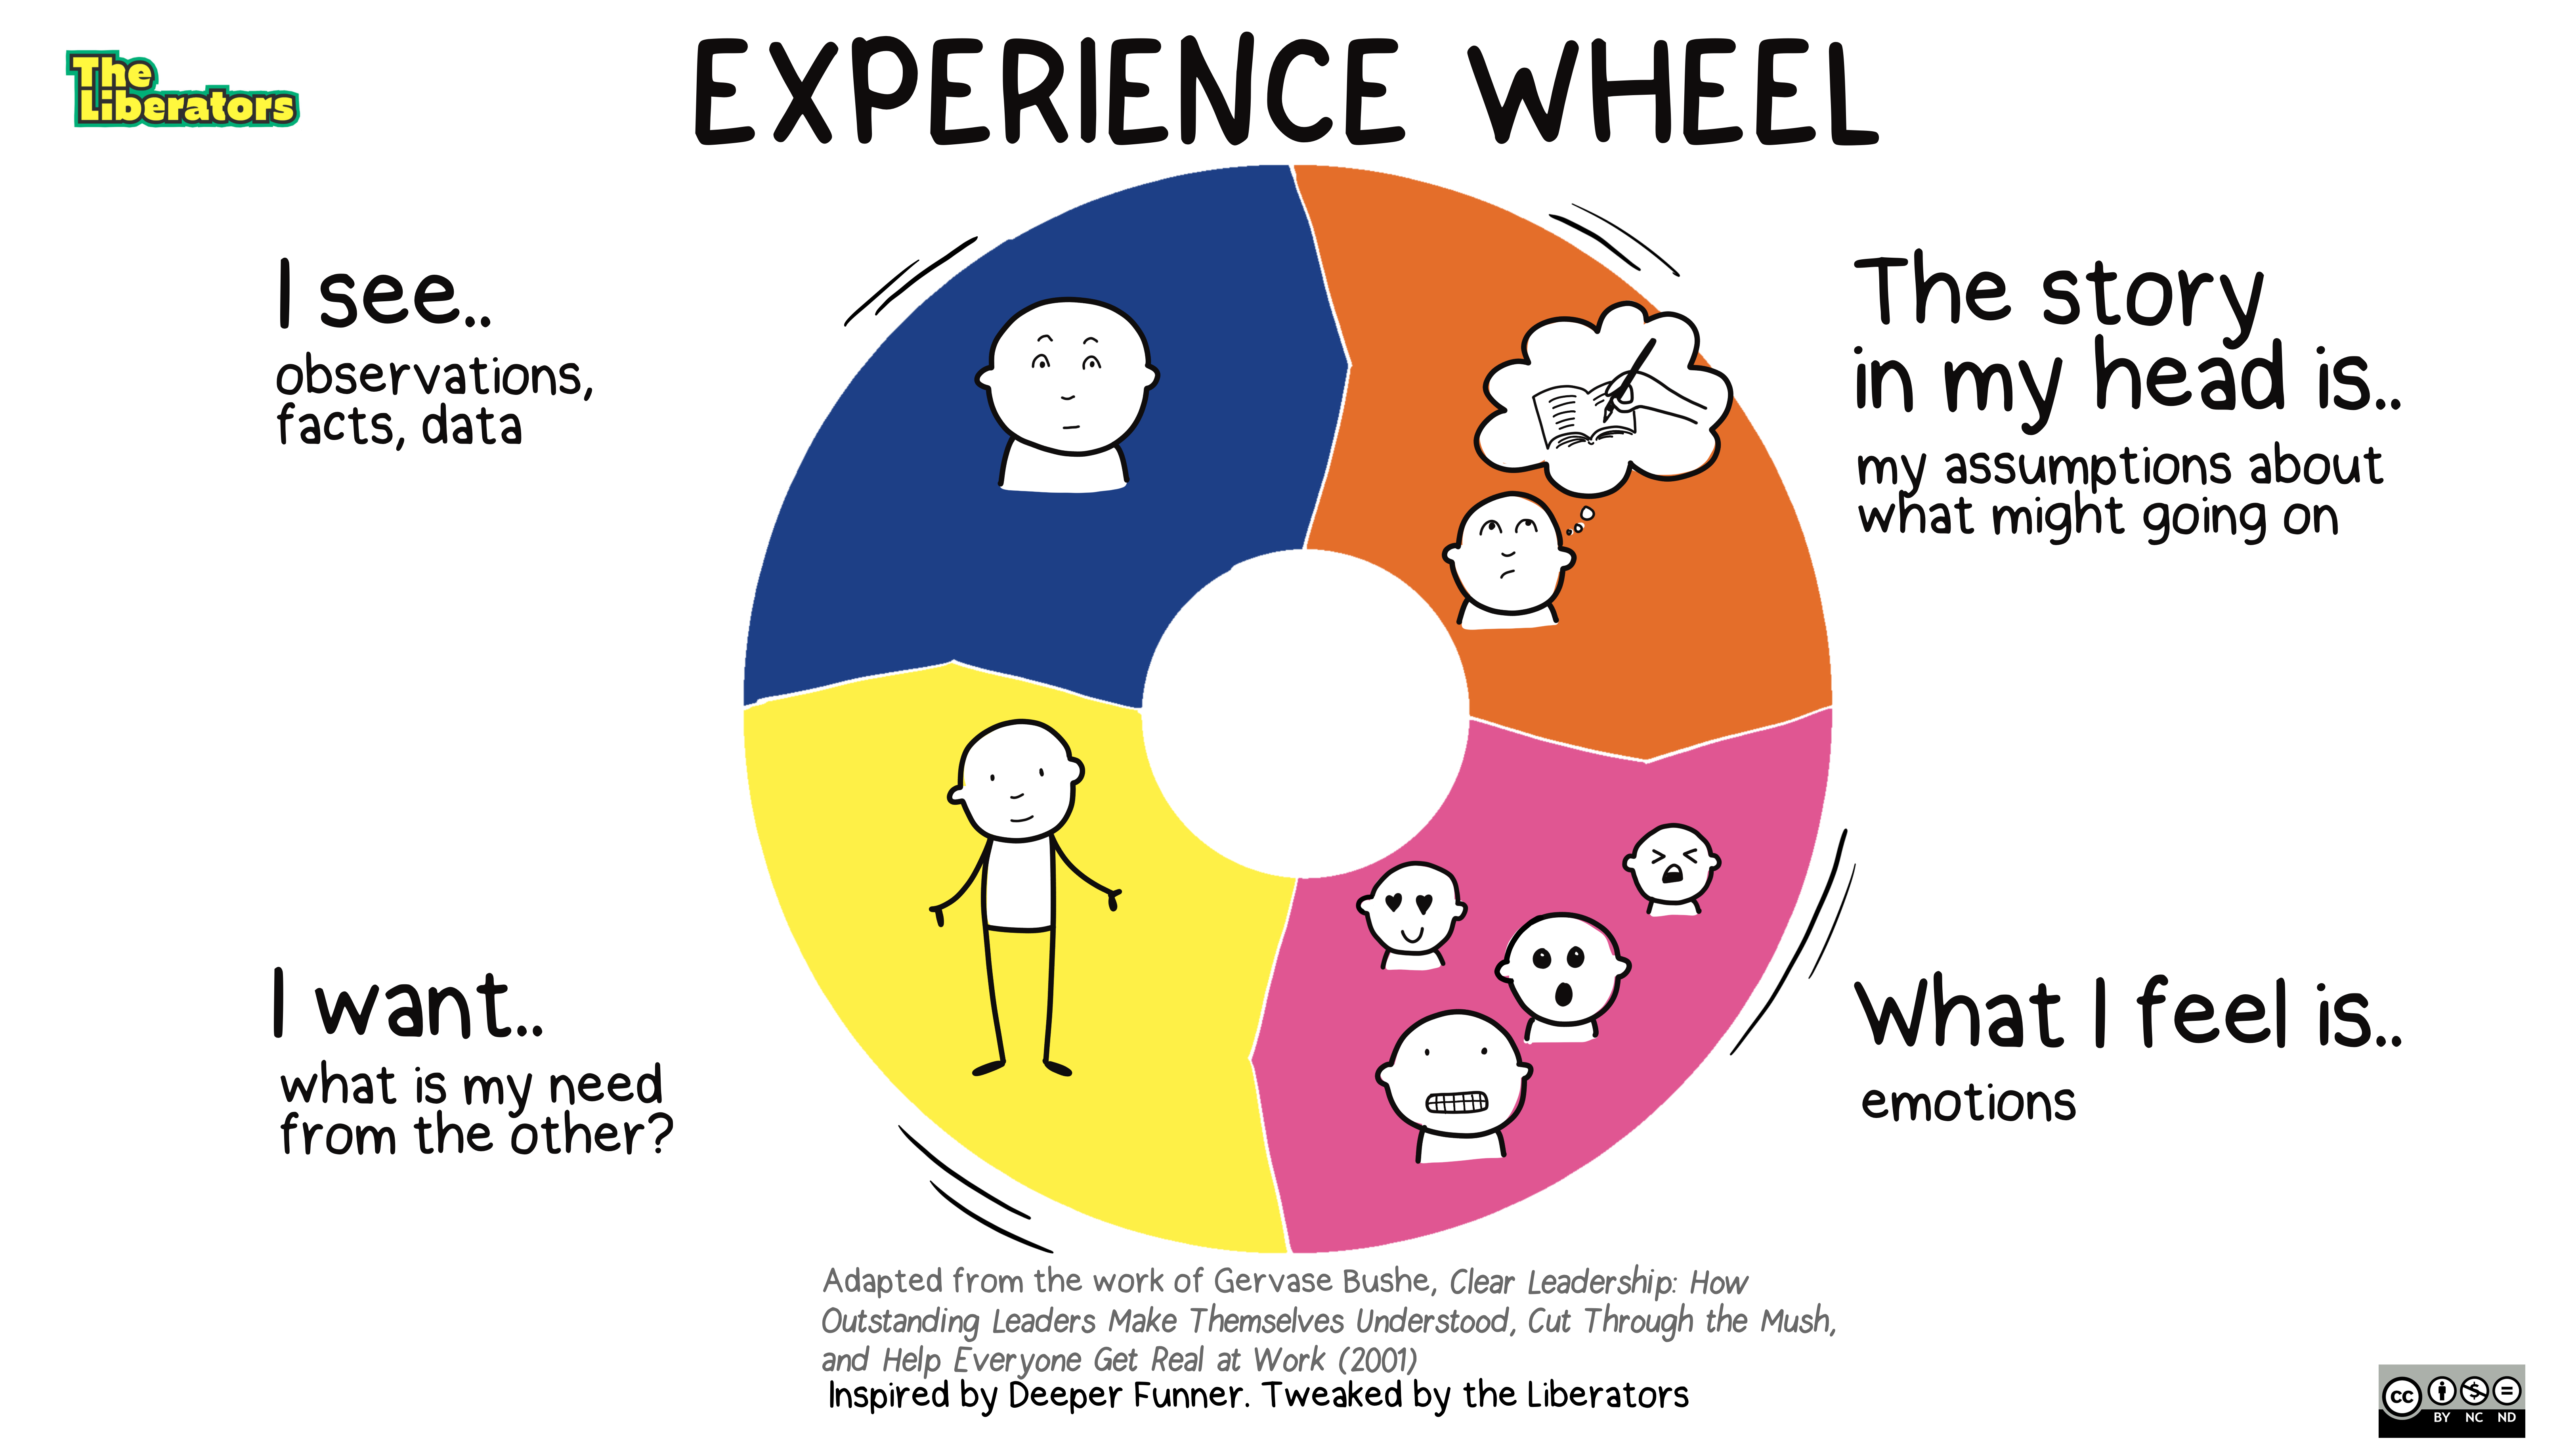 The
Liberators
EXPERIENCE WHEEL
I see..
observations,
facts, data
The story
in my head is..
my assumptions about
what might going on
I want..
what is my need
from the other?
What I feel is..
emotions
Adapted from the work of Gervase Bushe, Clear Leadership: How
Outstanding Leaders Make Themselves Understood, Cut Through the Mush,
and Help Everyone Get Real at Work (2001)
Inspired by Deeper Funner. Tweaked by the Liberators
cc
BY NC ND